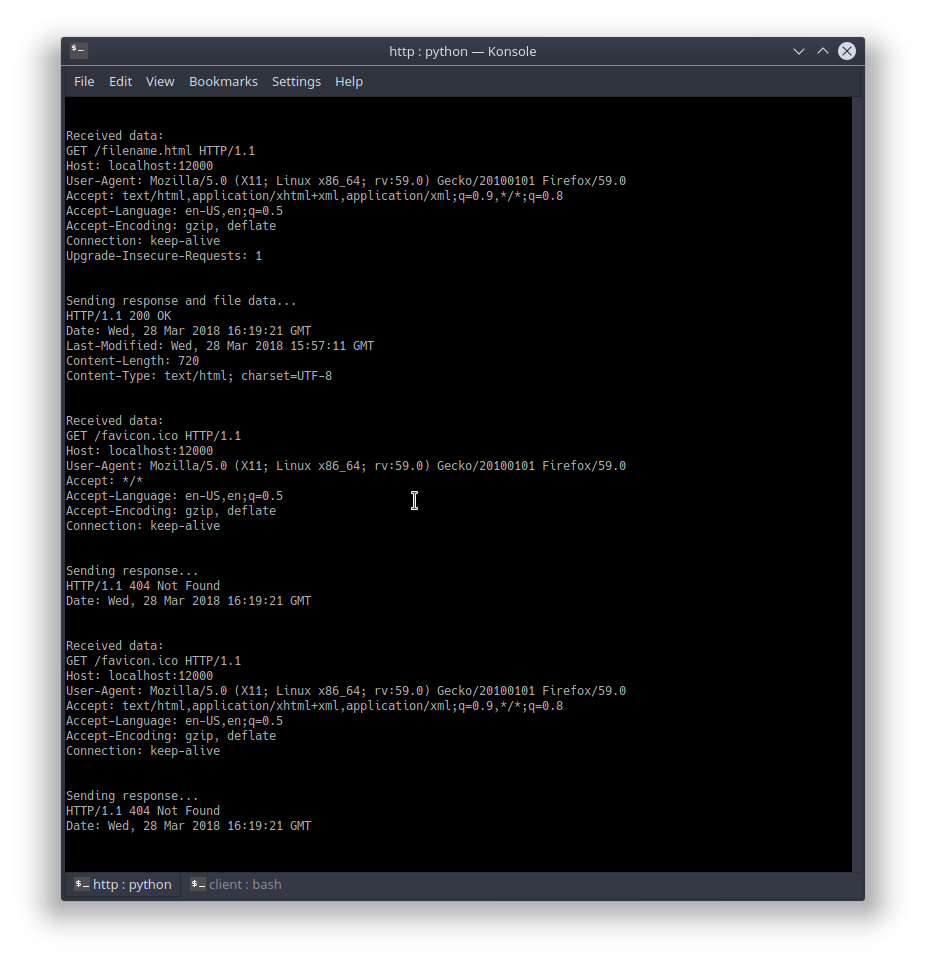 http : python — Konsole
File Edit View Bookmarks Settings Help
Received data:
GET /filename.html HTTP/1.1
Host: localhost:12000
User-Agent: Mozilla/5.0 (X11; Linux x86_64; rv:59.0) Gecko/20100101 Firefox/59.0
Accept: text/html,application/xhtml+xml,application/xml;q=0.9,*/*;q=0.8
Accept-Language: en-US,en;q=0.5
Accept-Encoding: gzip, deflate
Connection: keep-alive
Upgrade-Insecure-Requests: 1
Sending response and file data...
HTTP/1.1 200 OK
Date: Wed, 28 Mar 2018 16:19:21 GMT
Last-Modified: Wed, 28 Mar 2018 15:57:11 GMT
Content-Length: 720
Content-Type: text/html; charset=UTF-8
Received data:
GET /favicon.ico HTTP/1.1
Host: localhost:12000
User-Agent: Mozilla/5.0 (X11; Linux x86_64; rv:59.0) Gecko/20100101 Firefox/59.0
Accept: */*
Accept-Language: en-US,en;q=0.5
Accept-Encoding: gzip, deflate
Connection: keep-alive
Sending response...
HTTP/1.1 404 Not Found
Date: Wed, 28 Mar 2018 16:19:21 GMT
Received data:
GET /favicon.ico HTTP/1.1
Host: localhost:12000
User-Agent: Mozilla/5.0 (X11; Linux x86_64; rv:59.0) Gecko/20100101 Firefox/59.0
Accept: text/html,application/xhtml+xml,application/xml;q=0.9,*/*;q=0.8
Accept-Language: en-US,en;q=0.5
Accept-Encoding: gzip, deflate
Connection: keep-alive
Sending response...
HTTP/1.1 404 Not Found
Date: Wed, 28 Mar 2018 16:19:21 GMT
http : python client : bash